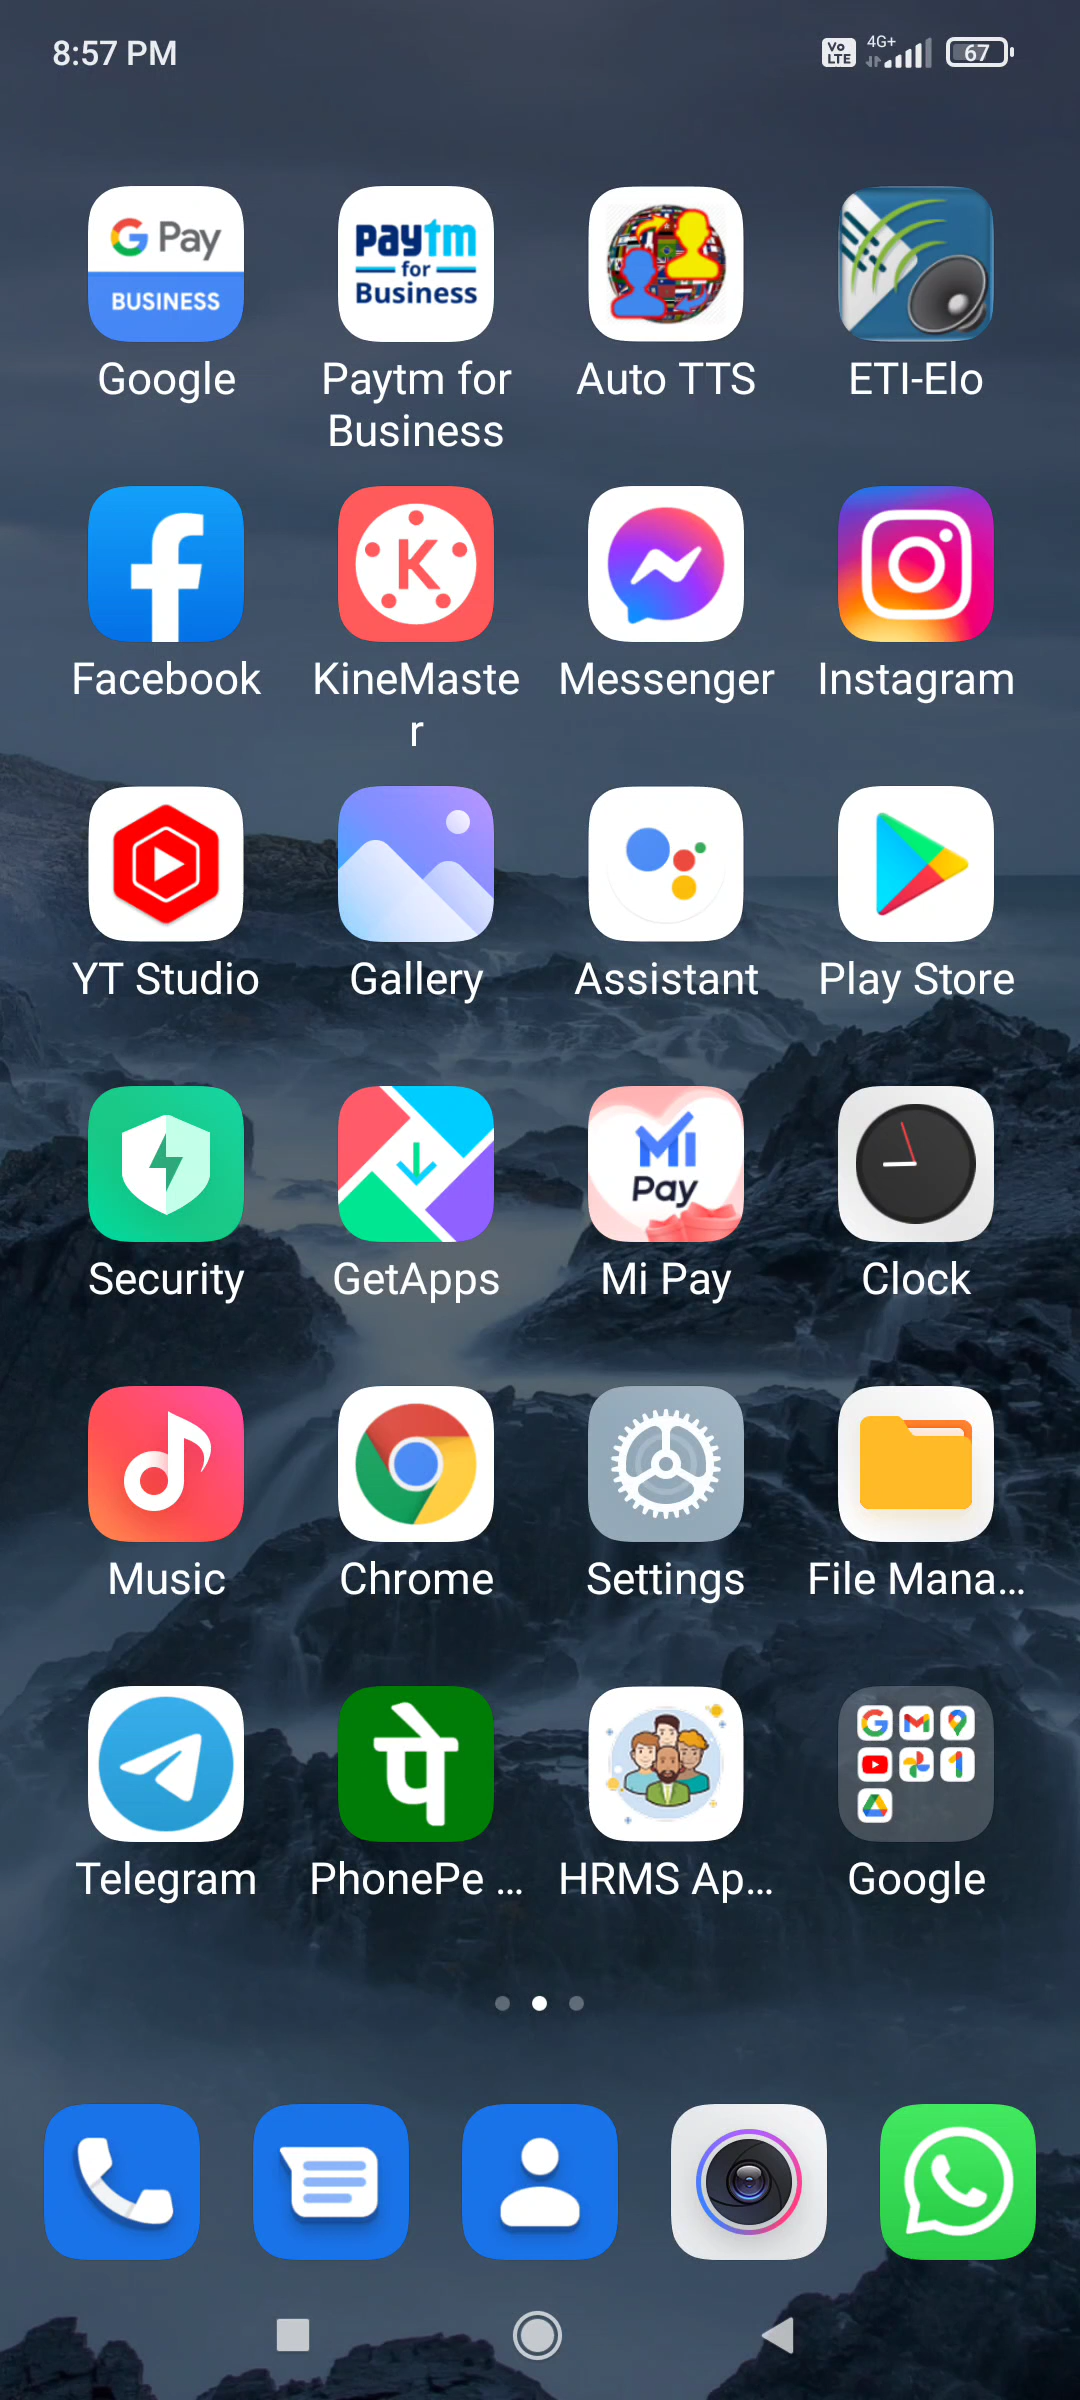 8:57 PM
Vo LTE 4G+ 67
G Pay
BUSINESS
paytm
for
Business
Google
Paytm for
Business
Auto TTS
ETI-Elo
K
Facebook
KineMaste
r
Messenger
Instagram
YT Studio
Gallery
Assistant
Play Store
Mi
Pay
Security
GetApps
Mi Pay
Clock
Music
Chrome
Settings
File Mana...
पे
Telegram
PhonePe ...
HRMS Ap...
Google